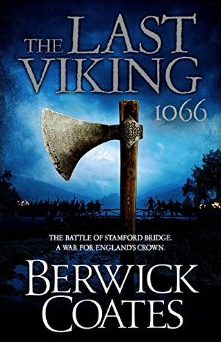 THE LAST
VIKING
1066
THE BATTLE OF STAMFORD BRIDGE.
A WAR FOR ENGLAND'S CROWN.
BERWICK
COATES